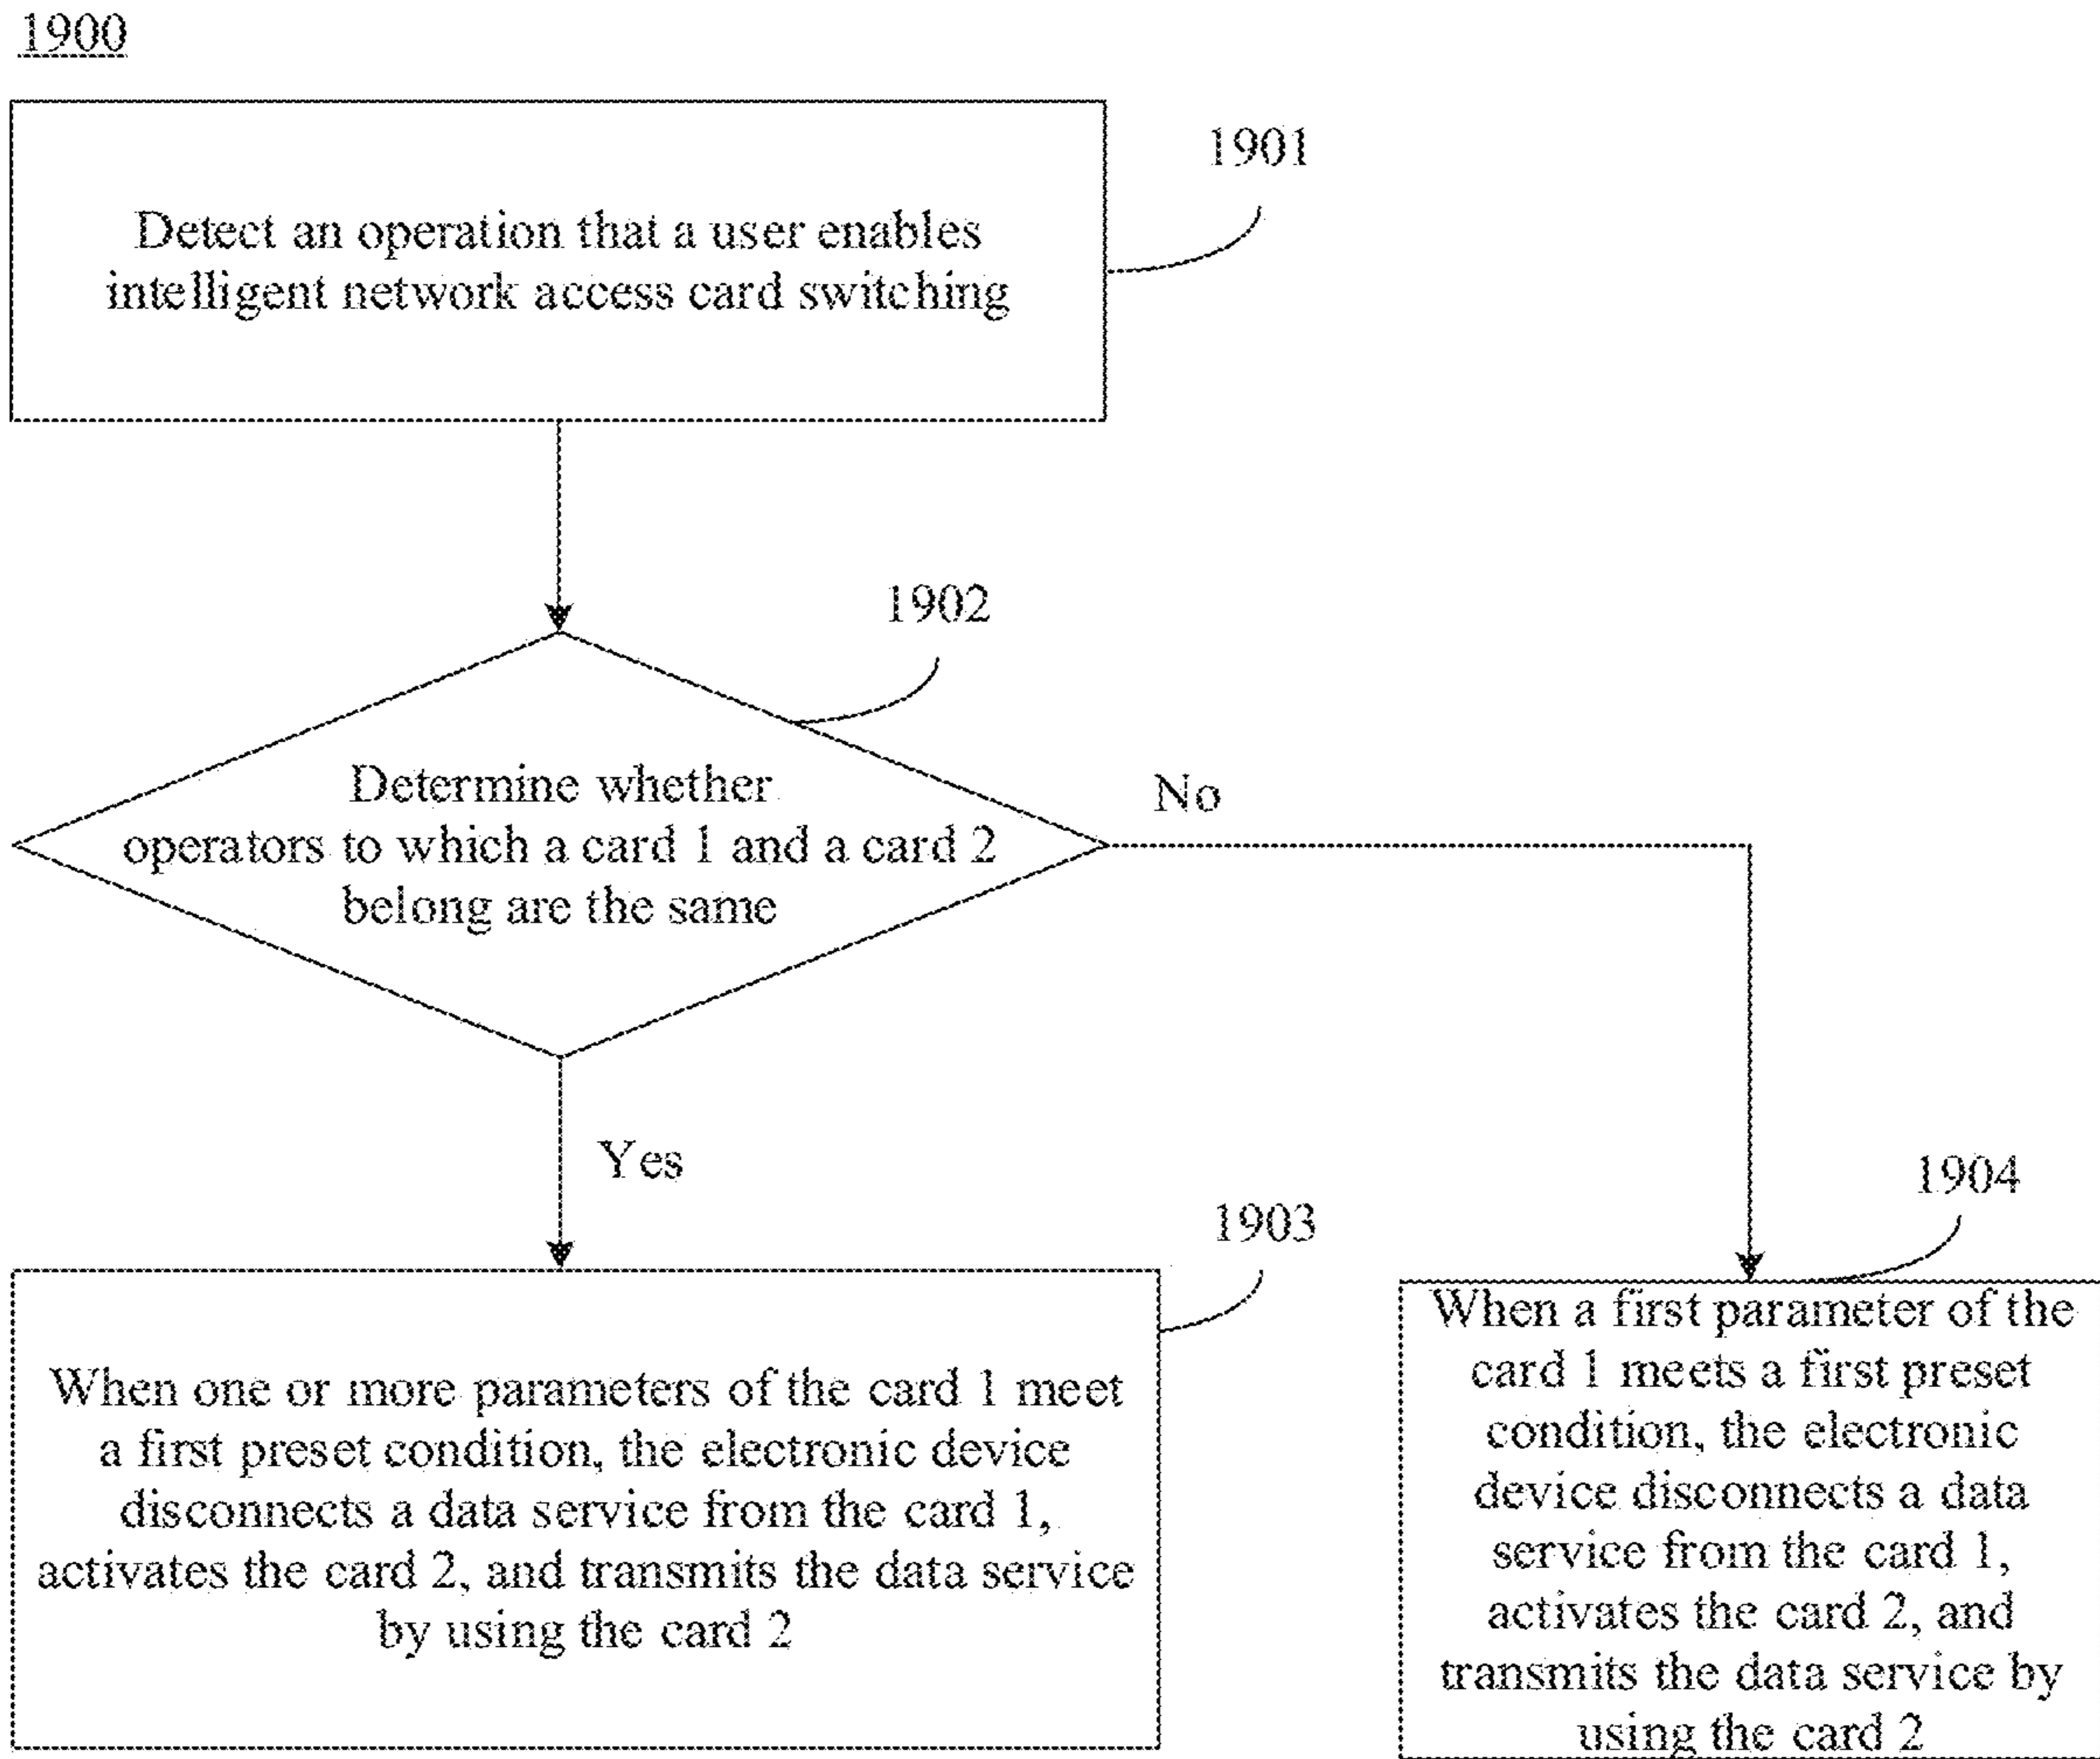 1900
1901
Detect an operation that a user enables
intelligent network access card switching
1902
Determine whether
operators to which a card 1 and a card 2
belong are the same
No
Yes
1903
When one or more parameters of the card 1 meet
a first preset condition, the electronic device
disconnects a data service from the card 1,
activates the card 2, and transmits the data service
by using the card 2
1904
When a first parameter of the
card 1 meets a first preset
condition, the electronic
device disconnects a data
service from the card 1,
activates the card 2, and
transmits the data service by
using the card 2